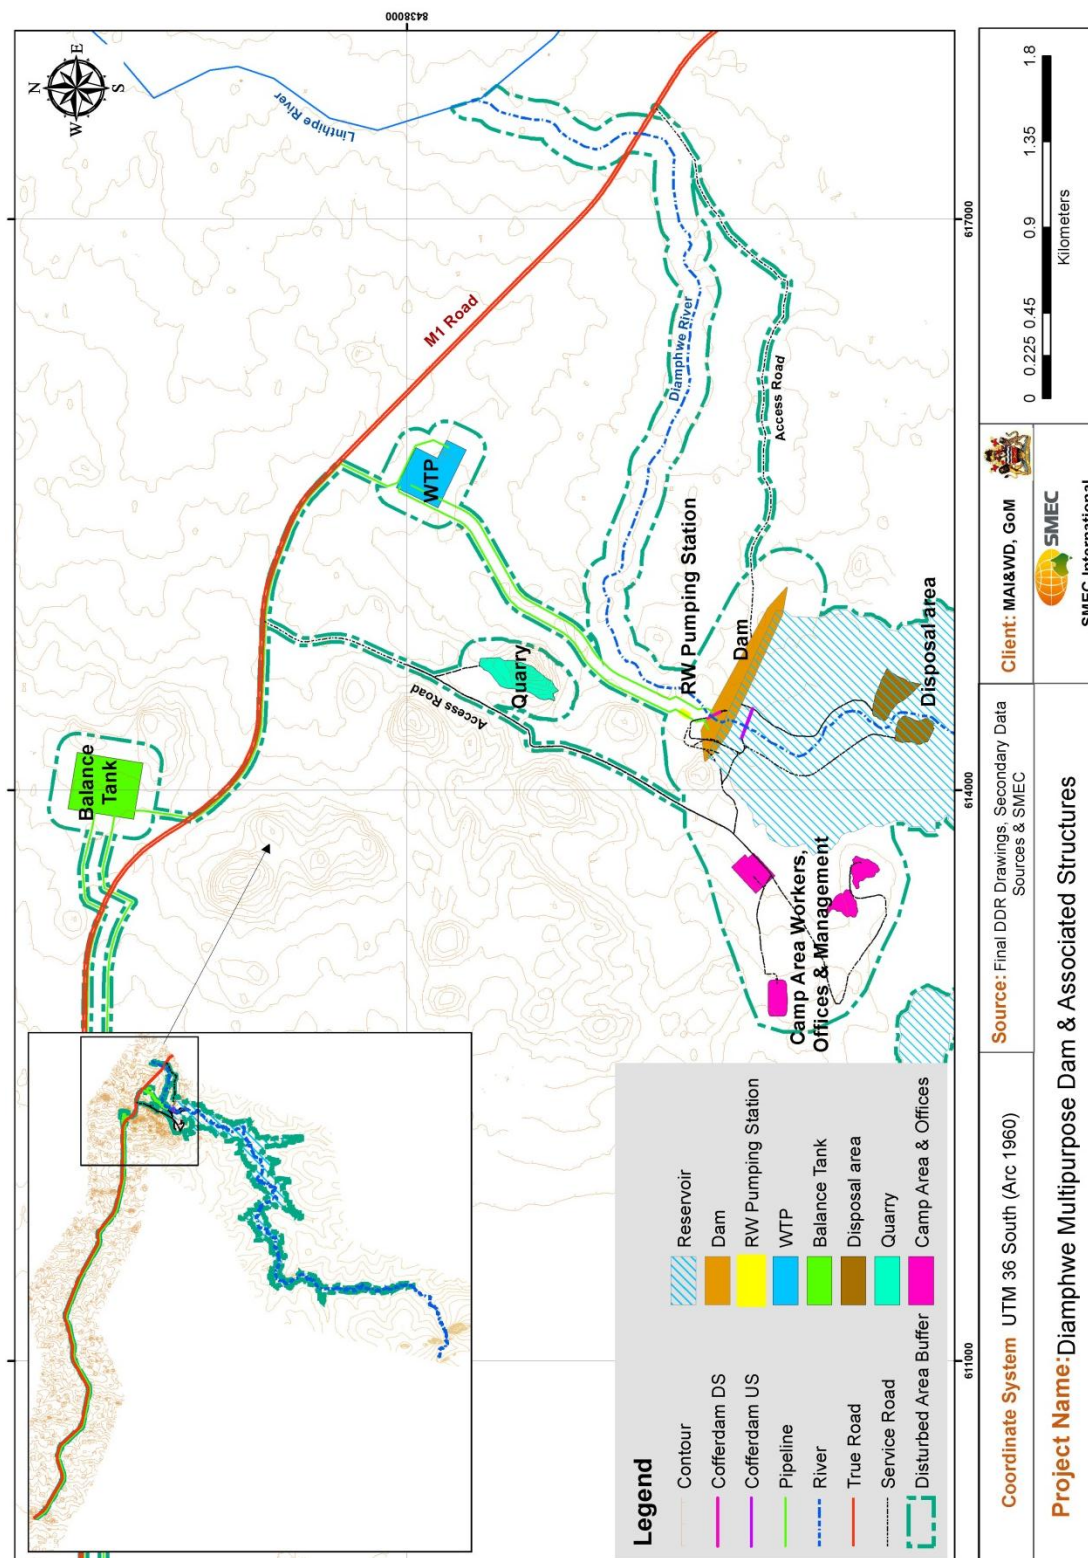 8438000
N
E
S
W
Linthipe River
617000
M1 Road
Diamphwe River
Access Road
WTP
RW Pumping Station
Dam
Quarry
Access Road
Disposal area
Balance
Tank
614000
Camp Area Workers,
Offices & Management
611000
Legend
Contour
Cofferdam DS
Cofferdam US
Pipeline
River
True Road
Service Road
Disturbed Area Buffer
Reservoir
Dam
RW Pumping Station
WTP
Balance Tank
Disposal area
Quarry
Camp Area & Offices
Coordinate System UTM 36 South (Arc 1960)
Source: Final DDR Drawings, Secondary Data
Sources & SMEC
Client: MAI&WD, GoM
SMEC
SMEC International
0 0.225 0.45 0.9 1.35 1.8
Kilometers
Project Name:Diamphwe Multipurpose Dam & Associated Structures